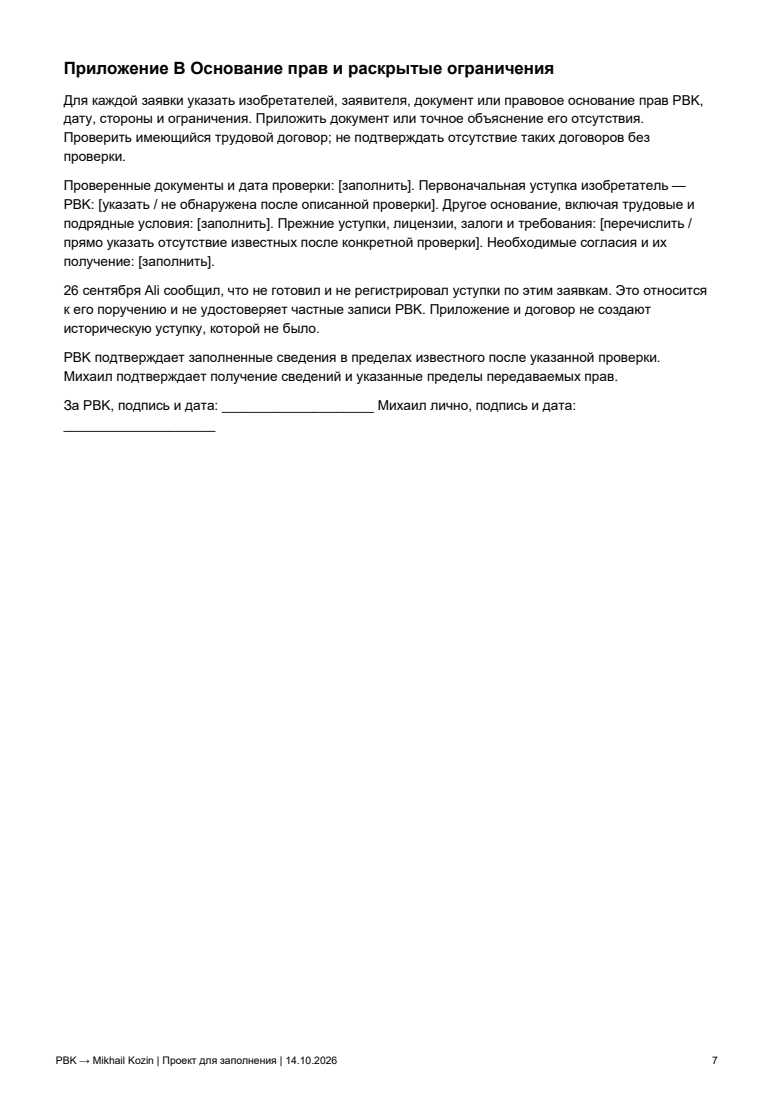 Приложение B Основание прав и раскрытые ограничения
Для каждой заявки указать изобретателей, заявителя, документ или правовое основание прав PBK,
дату, стороны и ограничения. Приложить документ или точное объяснение его отсутствия.
Проверить имеющийся трудовой договор; не подтверждать отсутствие таких договоров без
проверки.
Проверенные документы и дата проверки: [заполнить]. Первоначальная уступка изобретатель —
PBK: [указать / не обнаружена после описанной проверки]. Другое основание, включая трудовые и
подрядные условия: [заполнить]. Прежние уступки, лицензии, залоги и требования: [перечислить /
прямо указать отсутствие известных после конкретной проверки]. Необходимые согласия и их
получение: [заполнить].
26 сентября Ali сообщил, что не готовил и не регистрировал уступки по этим заявкам. Это относится
к его поручению и не удостоверяет частные записи PBK. Приложение и договор не создают
историческую уступку, которой не было.
PBK подтверждает заполненные сведения в пределах известного после указанной проверки.
Михаил подтверждает получение сведений и указанные пределы передаваемых прав.
За PBK, подпись и дата: ____________________ Михаил лично, подпись и дата:
____________________
PBK → Mikhail Kozin | Проект для заполнения | 14.10.2026 7